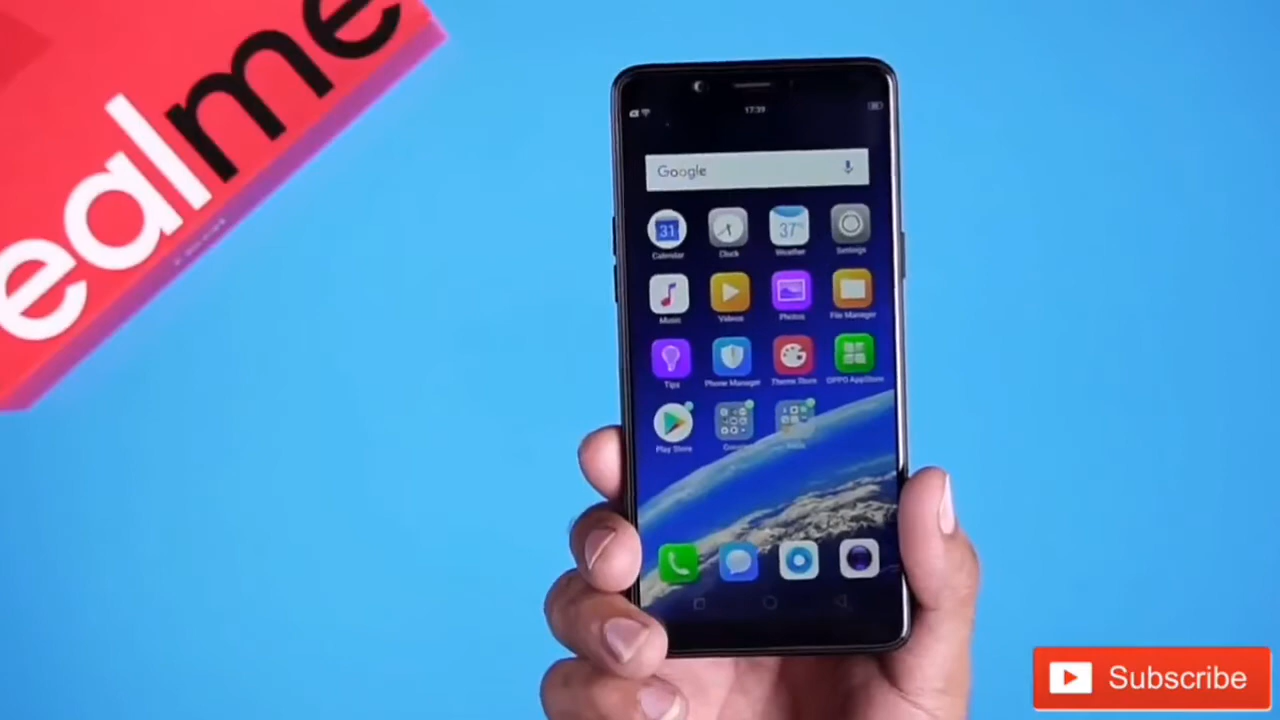 realme
17:39
Google
31
37°
Calendar
Clock
Weather
Settings
Music
Videos
Photos
File Manager
Tips
Phone Manager
Theme Store
OPPO AppStore
Play Store
Subscribe